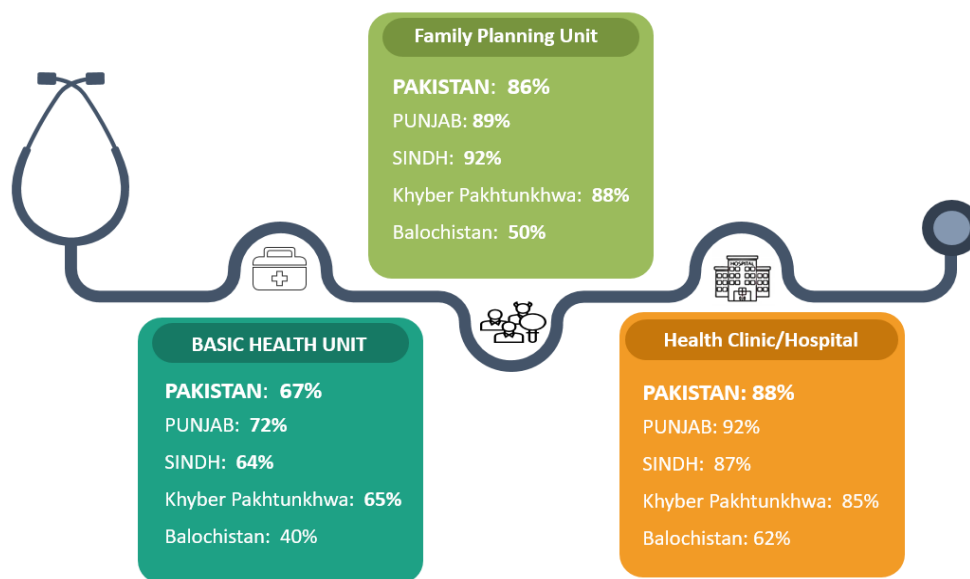 Family Planning Unit
PAKISTAN: 86%
PUNJAB: 89%
SINDH: 92%
Khyber Pakhtunkhwa: 88%
Balochistan: 50%
BASIC HEALTH UNIT
PAKISTAN: 67%
PUNJAB: 72%
SINDH: 64%
Khyber Pakhtunkhwa: 65%
Balochistan: 40%
HOSPITAL
Health Clinic/Hospital
PAKISTAN: 88%
PUNJAB: 92%
SINDH: 87%
Khyber Pakhtunkhwa: 85%
Balochistan: 62%